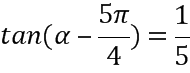 tan(α − 5π/4) = 1/5